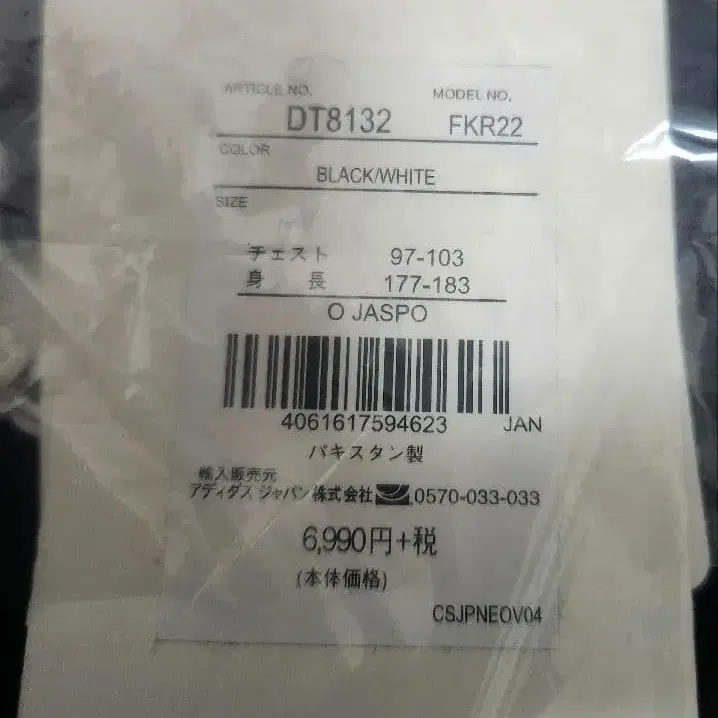 ARTICLE NO. MODEL NO.
DT8132 FKR22
COLOR
BLACK/WHITE
SIZE
チェスト 97-103
身長 177-183
O JASPO
4061617594623 JAN
パキスタン製
輸入販売元
アディダス ジャパン株式会社 0570-033-033
6,990円+税
(本体価格)
CSJPNEOV04